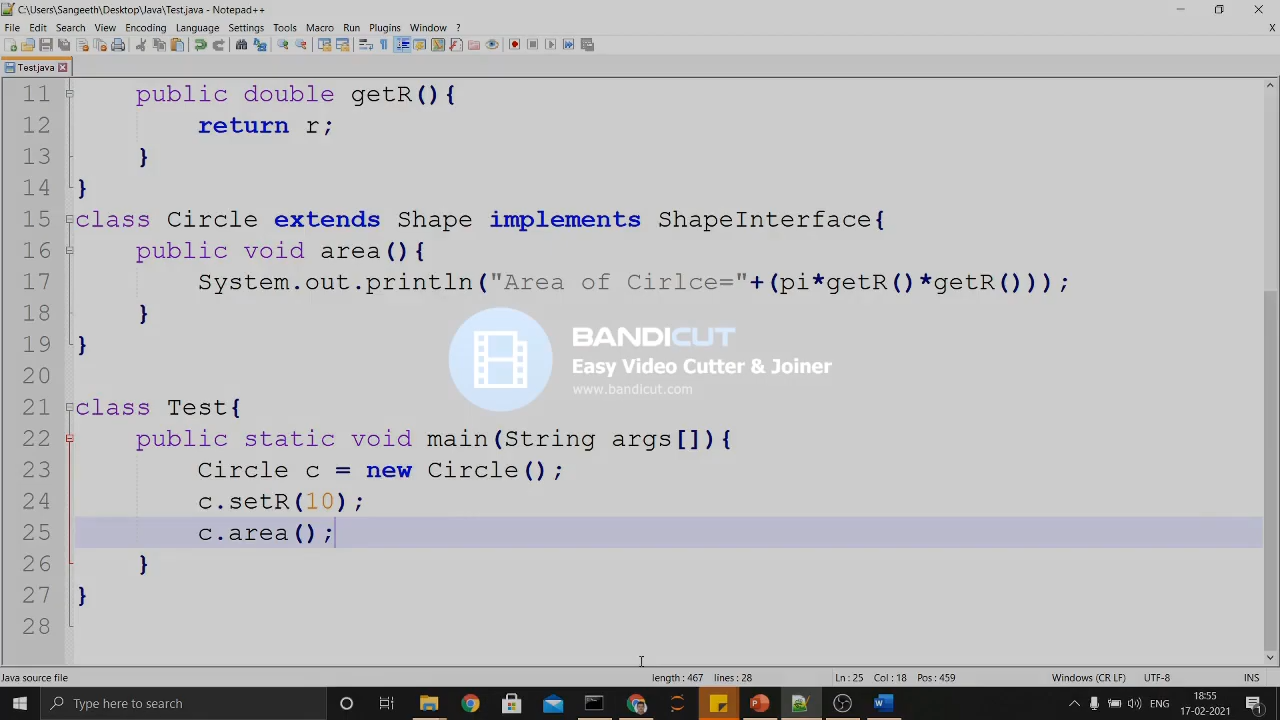 C:\Users\Sangeeth\Desktop\Java\Test.java - Notepad++
File Edit Search View Encoding Language Settings Tools Macro Run Plugins Window ? X
Test.java
11 public double getR(){
12 return r;
13 }
14 }
15 class Circle extends Shape implements ShapeInterface{
16 public void area(){
17 System.out.println("Area of Cirlce="+(pi*getR()*getR()));
18 }
19 }
20
21 class Test{
22 public static void main(String args[]){
23 Circle c = new Circle();
24 c.setR(10);
25 c.area();
26 }
27 }
28
BANDICUT
Easy Video Cutter & Joiner
www.bandicut.com
Java source file length: 467 lines: 28 Ln: 25 Col: 18 Pos: 459 Windows (CR LF) UTF-8 INS
Type here to search ENG 18:55
17-02-2021